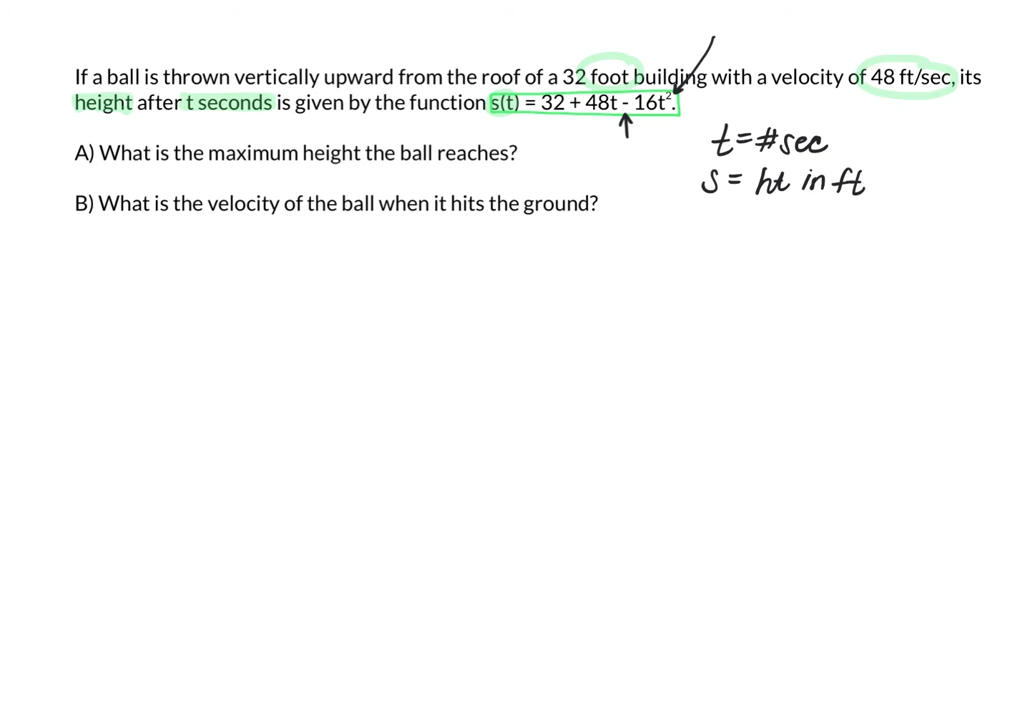 If a ball is thrown vertically upward from the roof of a 32 foot building with a velocity of 48 ft/sec, its
height after t seconds is given by the function s(t) = 32 + 48t - 16t².
t = # sec
A) What is the maximum height the ball reaches?
s = ht in ft
B) What is the velocity of the ball when it hits the ground?